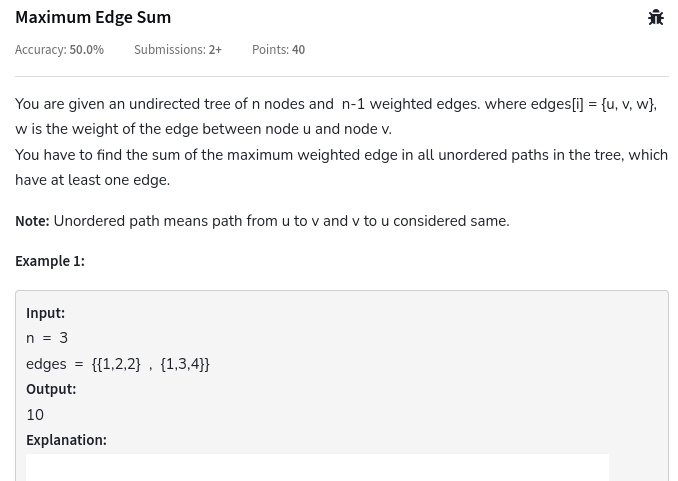 Maximum Edge Sum
Accuracy: 50.0% Submissions: 2+ Points: 40
You are given an undirected tree of n nodes and n-1 weighted edges. where edges[i] = {u, v, w},
w is the weight of the edge between node u and node v.
You have to find the sum of the maximum weighted edge in all unordered paths in the tree, which
have at least one edge.
Note: Unordered path means path from u to v and v to u considered same.
Example 1:
Input:
n = 3
edges = {{1,2,2} , {1,3,4}}
Output:
10
Explanation: